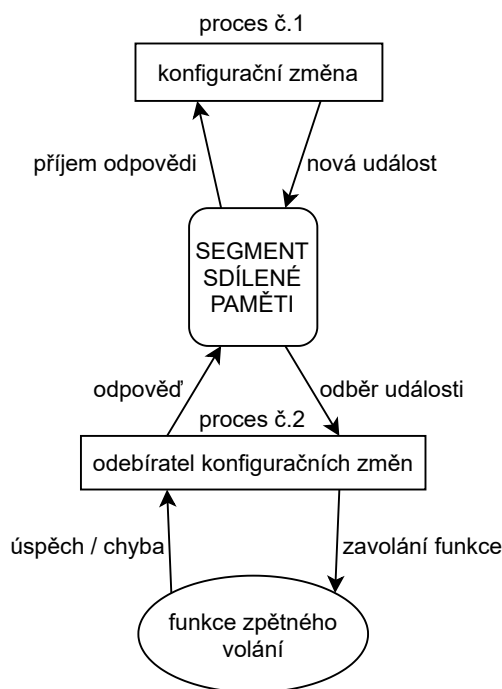 proces č.1
konfigurační změna
příjem odpovědi
nová událost
SEGMENT
SDÍLENÉ
PAMĚTI
odpověď
odběr události
proces č.2
odebíratel konfiguračních změn
úspěch / chyba
zavolání funkce
funkce zpětného
volání